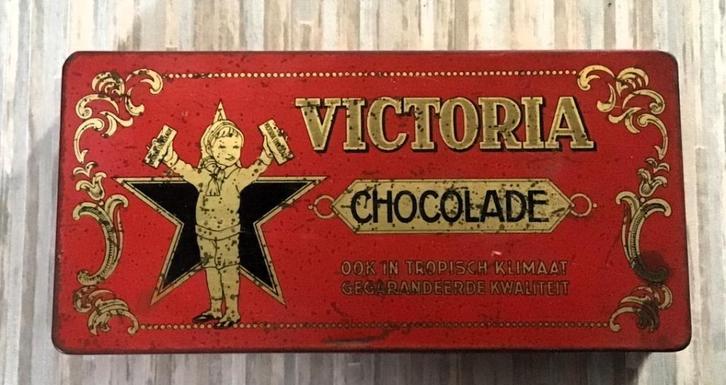 VICTORIA
CHOCOLADE
OOK IN TROPISCH KLIMAAT
GEGARANDEERDE KWALITEIT